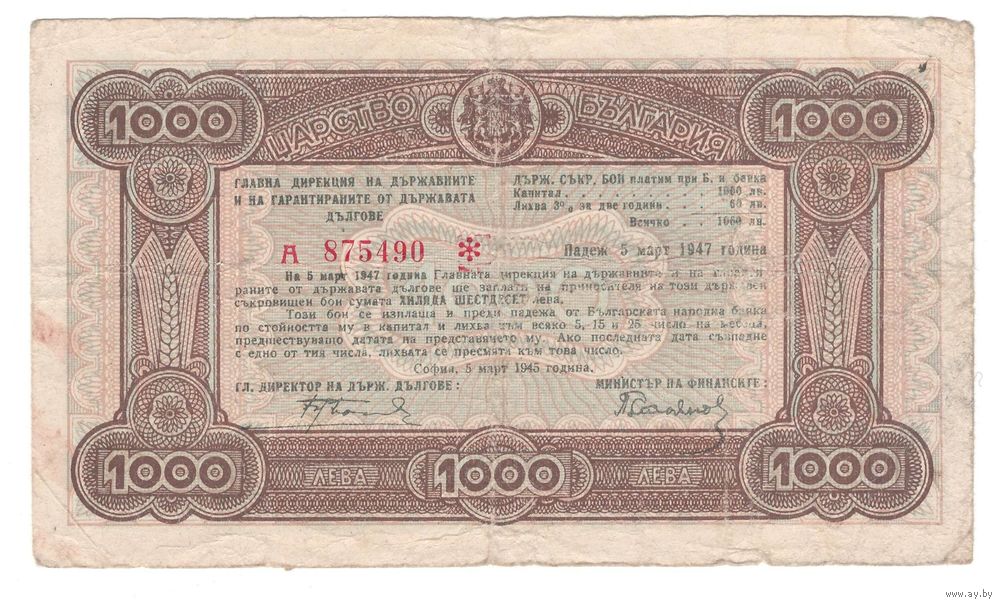 1000 ЦАРСТВО БЪЛГАРИЯ 1000
ГЛАВНА ДИРЕКЦИЯ НА ДЪРЖАВНИТЕ
И НА ГАРАНТИРАНИТЕ ОТ ДЪРЖАВАТА
ДЪЛГОВЕ
ДЪРЖ. СЪКР. БОН платим при Б. н банка
Капитал . . . . . . 1000 лв.
Лихва 3% за две години . . 60 лв.
Всичко . 1060 лв.
А 875490
Падеж 5 март 1947 година
На 5 март 1947 година Главната дирекция на държавните и на гаранти
раните от държавата дългове ще заплати на приносителя на този държавен
съкровищен бон сумата ХИЛЯДА ШЕСТДЕСЕТ лева.
Този бон се изплаща и преди падежа от Българската народна банка
по стойността му в капитал и лихва към всяко 5, 15 и 25 число на месеца,
предшествуващо датата на представянето му. Ако последната дата съвпадне
с едно от тия числа, лихвата се пресмята към това число.
София, 5 март 1945 година.
ГЛ. ДИРЕКТОР НА ДЪРЖ. ДЪЛГОВЕ:
МИНИСТЪР НА ФИНАНСИТЕ:
1000 ЛЕВА 1000 ЛЕВА 1000
www.ay.by